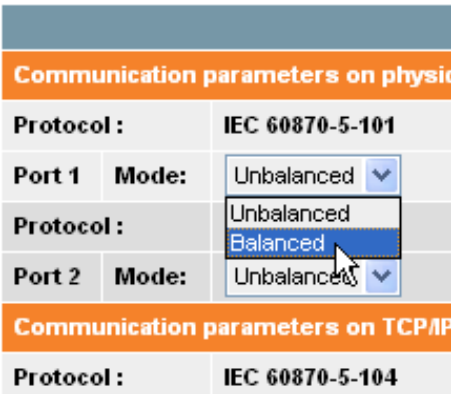 Communication parameters on physic
Protocol : IEC 60870-5-101
Port 1 Mode: Unbalanced
Unbalanced
Protocol :
Balanced
Port 2 Mode: Unbalanced
Communication parameters on TCP/IP
Protocol : IEC 60870-5-104